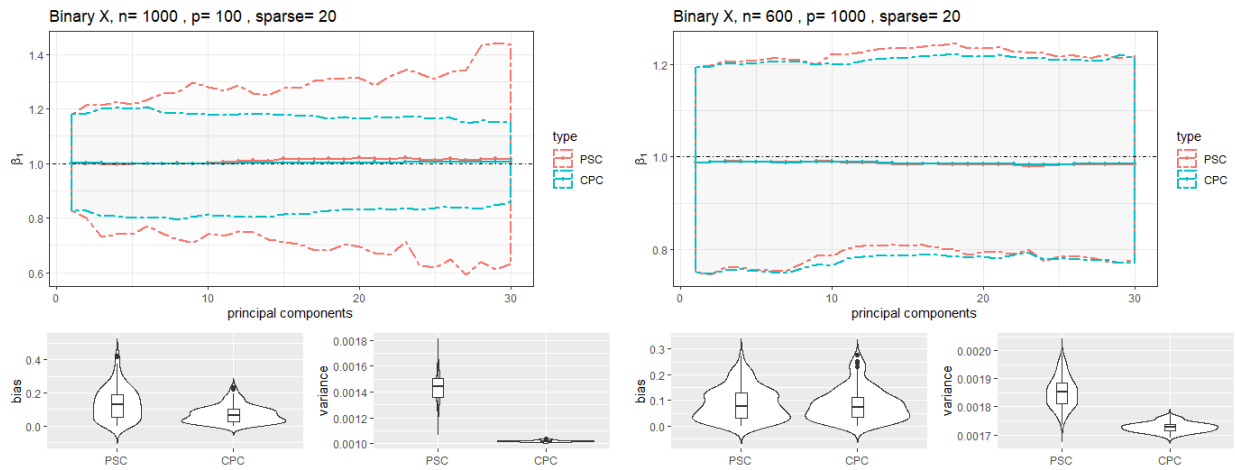 Binary X, n= 1000 , p= 100 , sparse= 20
1.4
1.2
1.0
0.8
0.6
β1
0
10
20
30
principal components
type
PSC
CPC
0.4
0.2
0.0
bias
PSC
CPC
0.0018
0.0016
0.0014
0.0012
0.0010
variance
PSC
CPC
Binary X, n= 600 , p= 1000 , sparse= 20
1.2
1.0
0.8
β1
0
10
20
30
principal components
type
PSC
CPC
0.3
0.2
0.1
0.0
bias
PSC
CPC
0.0020
0.0019
0.0018
0.0017
variance
PSC
CPC